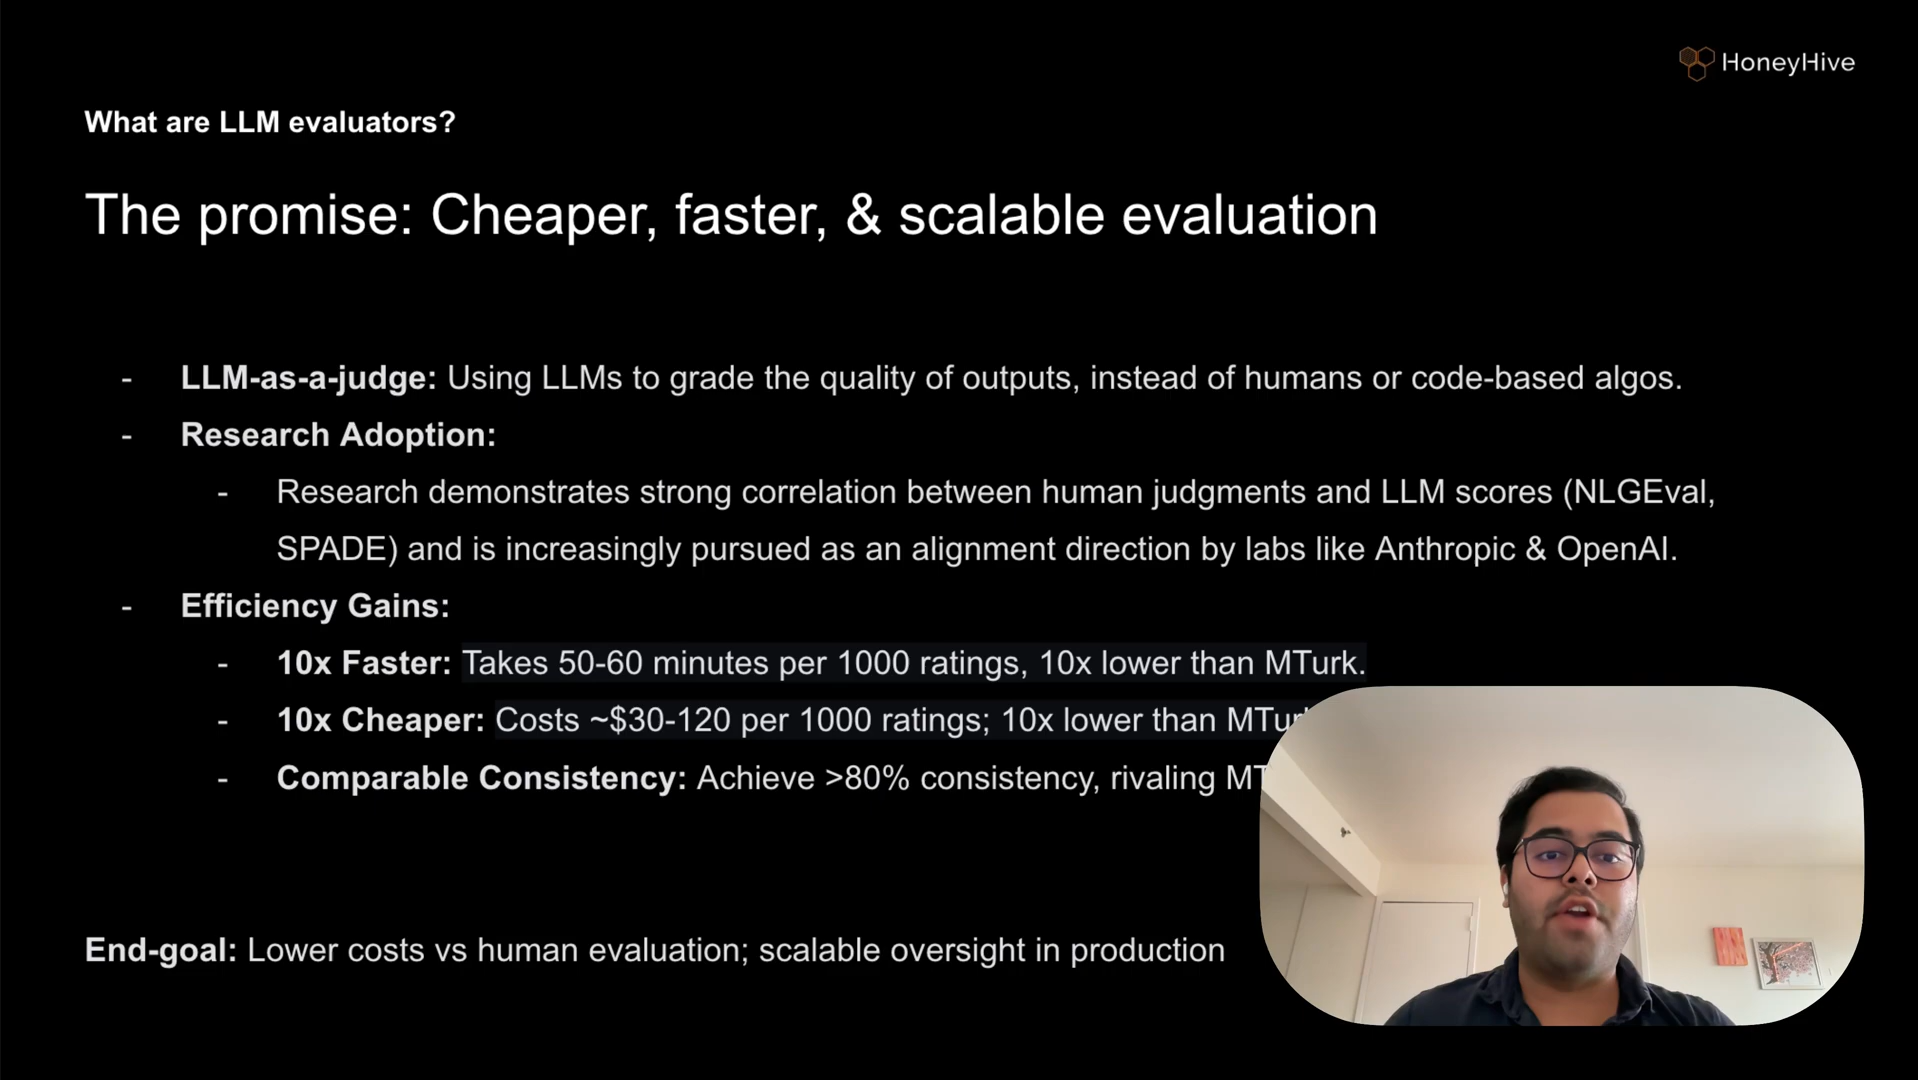 HoneyHive
What are LLM evaluators?
The promise: Cheaper, faster, & scalable evaluation
- LLM-as-a-judge: Using LLMs to grade the quality of outputs, instead of humans or code-based algos.
- Research Adoption:
- Research demonstrates strong correlation between human judgments and LLM scores (NLGEval,
SPADE) and is increasingly pursued as an alignment direction by labs like Anthropic & OpenAI.
- Efficiency Gains:
- 10x Faster: Takes 50-60 minutes per 1000 ratings, 10x lower than MTurk.
- 10x Cheaper: Costs ~$30-120 per 1000 ratings; 10x lower than
- Comparable Consistency: Achieve >80% consistency, rivaling
End-goal: Lower costs vs human evaluation; scalable oversight in production